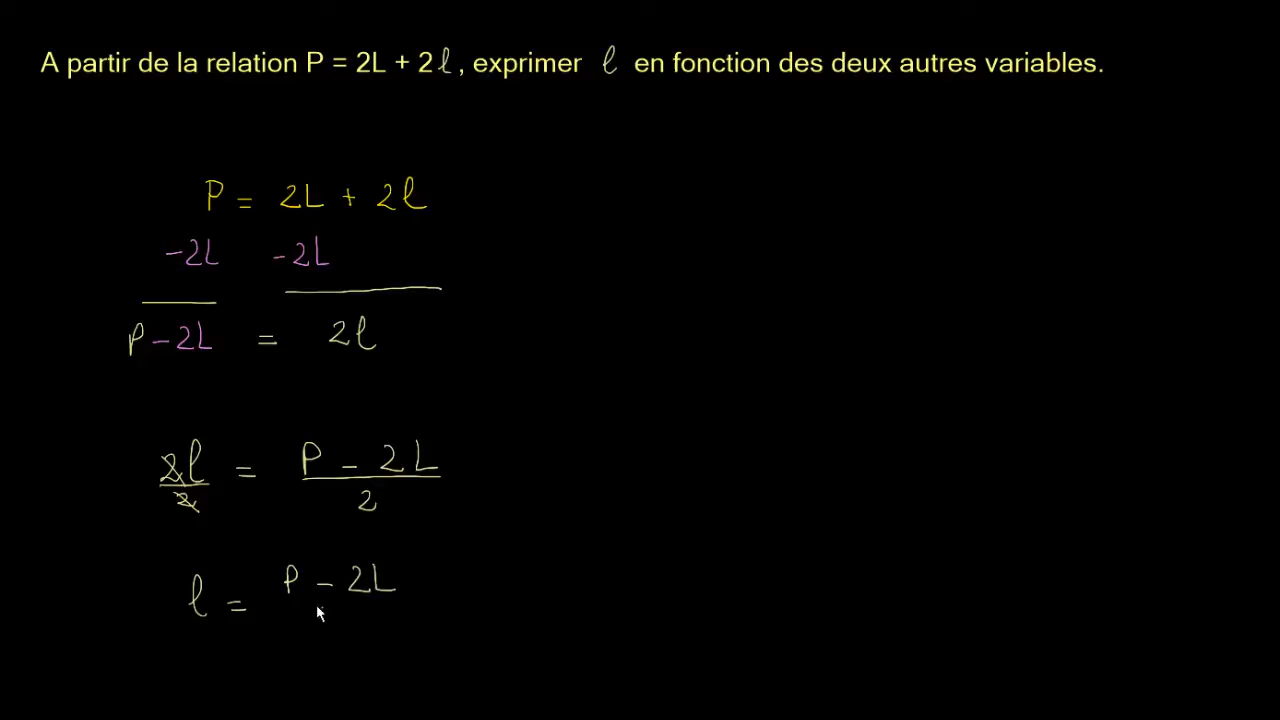 A partir de la relation P = 2L + 2ℓ, exprimer ℓ en fonction des deux autres variables.
P = 2L + 2ℓ
-2L -2L
P - 2L = 2ℓ
2ℓ/2 = P - 2L/2
ℓ = P - 2L